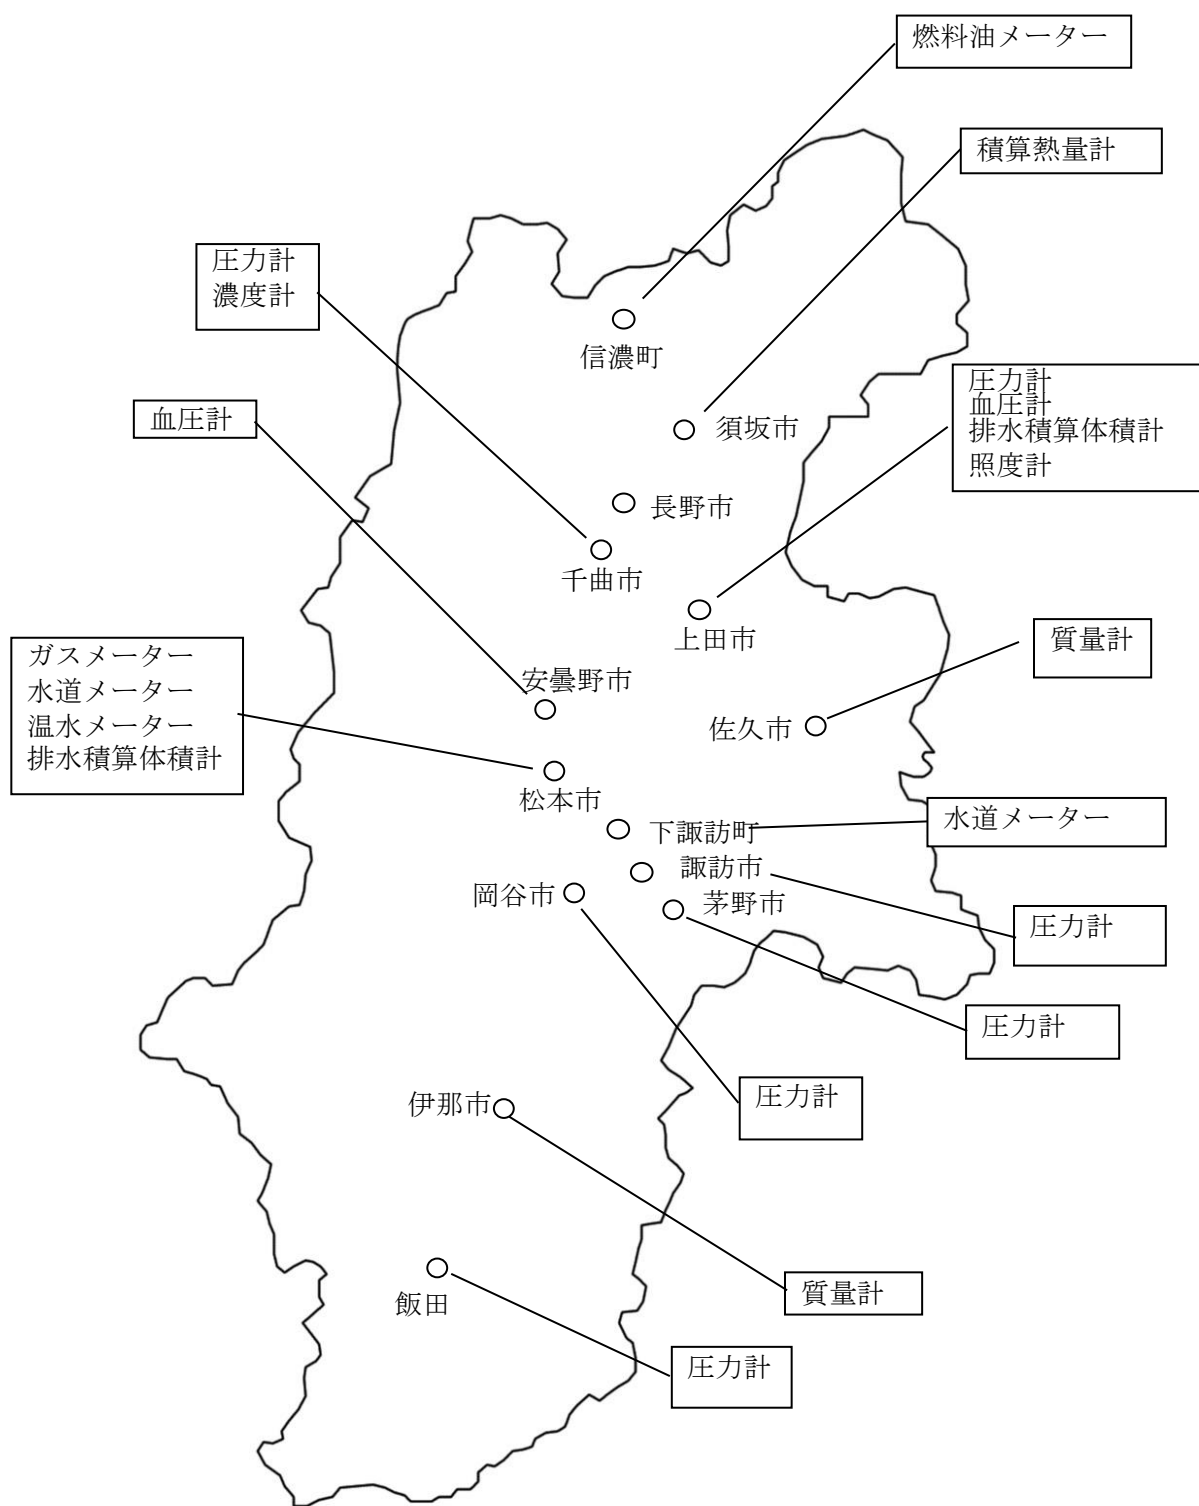 燃料油メーター
積算熱量計
圧力計
濃度計
信濃町
圧力計
血圧計
排水積算体積計
照度計
血圧計
須坂市
長野市
千曲市
上田市
質量計
ガスメーター
水道メーター
温水メーター
排水積算体積計
安曇野市
佐久市
松本市
下諏訪町
水道メーター
諏訪市
岡谷市
茅野市
圧力計
圧力計
伊那市
圧力計
飯田
質量計
圧力計